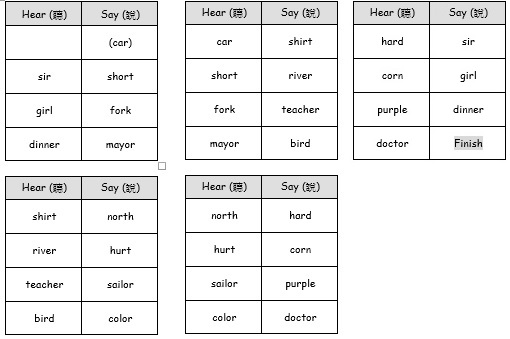 Hear (聽) Say (說)
(car)
sir short
girl fork
dinner mayor
Hear (聽) Say (說)
car shirt
short river
fork teacher
mayor bird
Hear (聽) Say (說)
hard sir
corn girl
purple dinner
doctor Finish
Hear (聽) Say (說)
shirt north
river hurt
teacher sailor
bird color
Hear (聽) Say (說)
north hard
hurt corn
sailor purple
color doctor